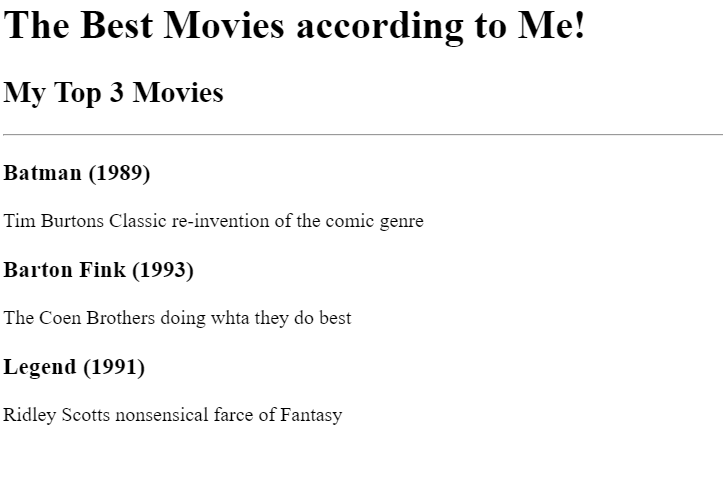 The Best Movies according to Me!
My Top 3 Movies
Batman (1989)
Tim Burtons Classic re-invention of the comic genre
Barton Fink (1993)
The Coen Brothers doing whta they do best
Legend (1991)
Ridley Scotts nonsensical farce of Fantasy